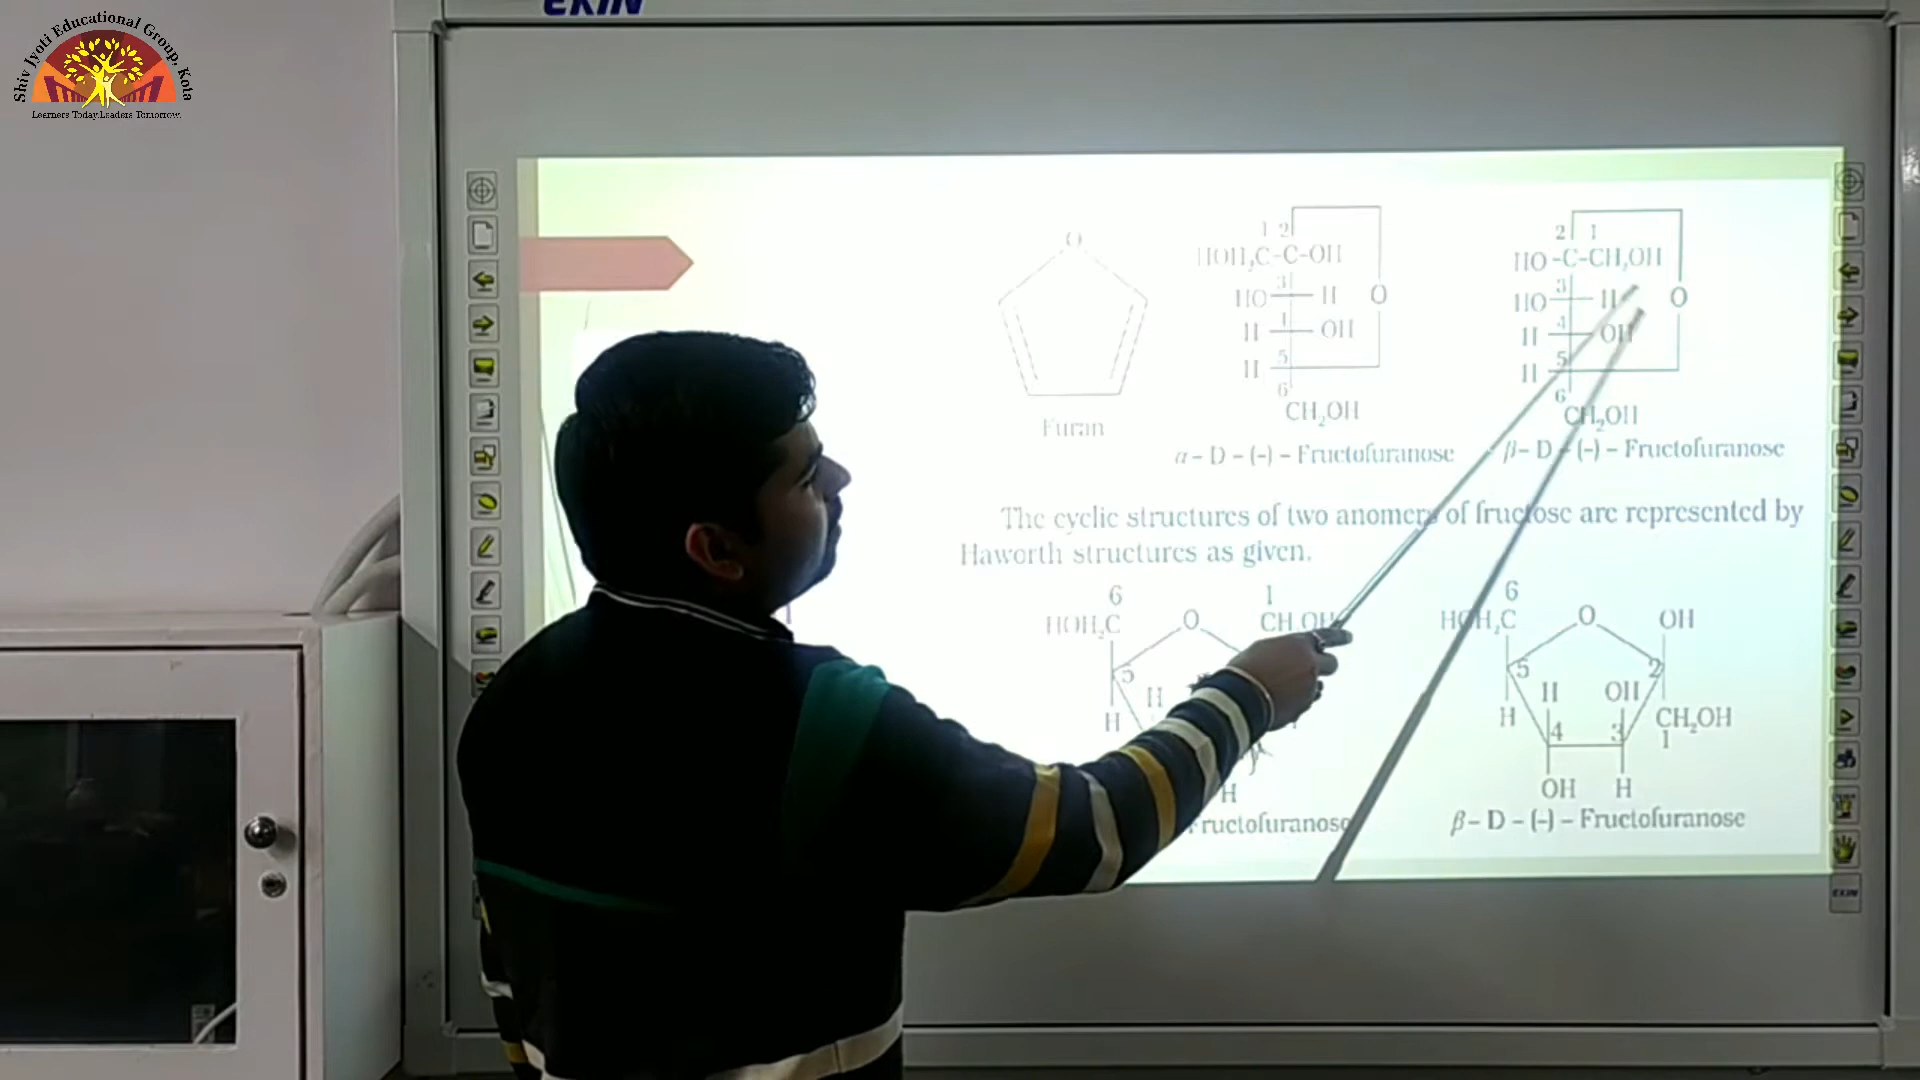 EKIN
Shiv Jyoti Educational Group, Kota
Learners Today.Leaders Tomorrow.
O
Furan
1 2
HOH₂C-C-OH
3
HO H O
4
H OH
5
H
6
CH₂OH
α – D – (–) – Fructofuranose
2 1
HO-C-CH₂OH
3
HO H O
4
H OH
5
H
6
CH₂OH
β – D – (–) – Fructofuranose
The cyclic structures of two anomers of fructose are represented by
Haworth structures as given.
6 1
HOH₂C O CH₂OH
5
H
H
H
Fructofuranose
6
HOH₂C O OH
5 2
H OH
H CH₂OH
4 3 1
OH H
β – D – (–) – Fructofuranose
EKIN